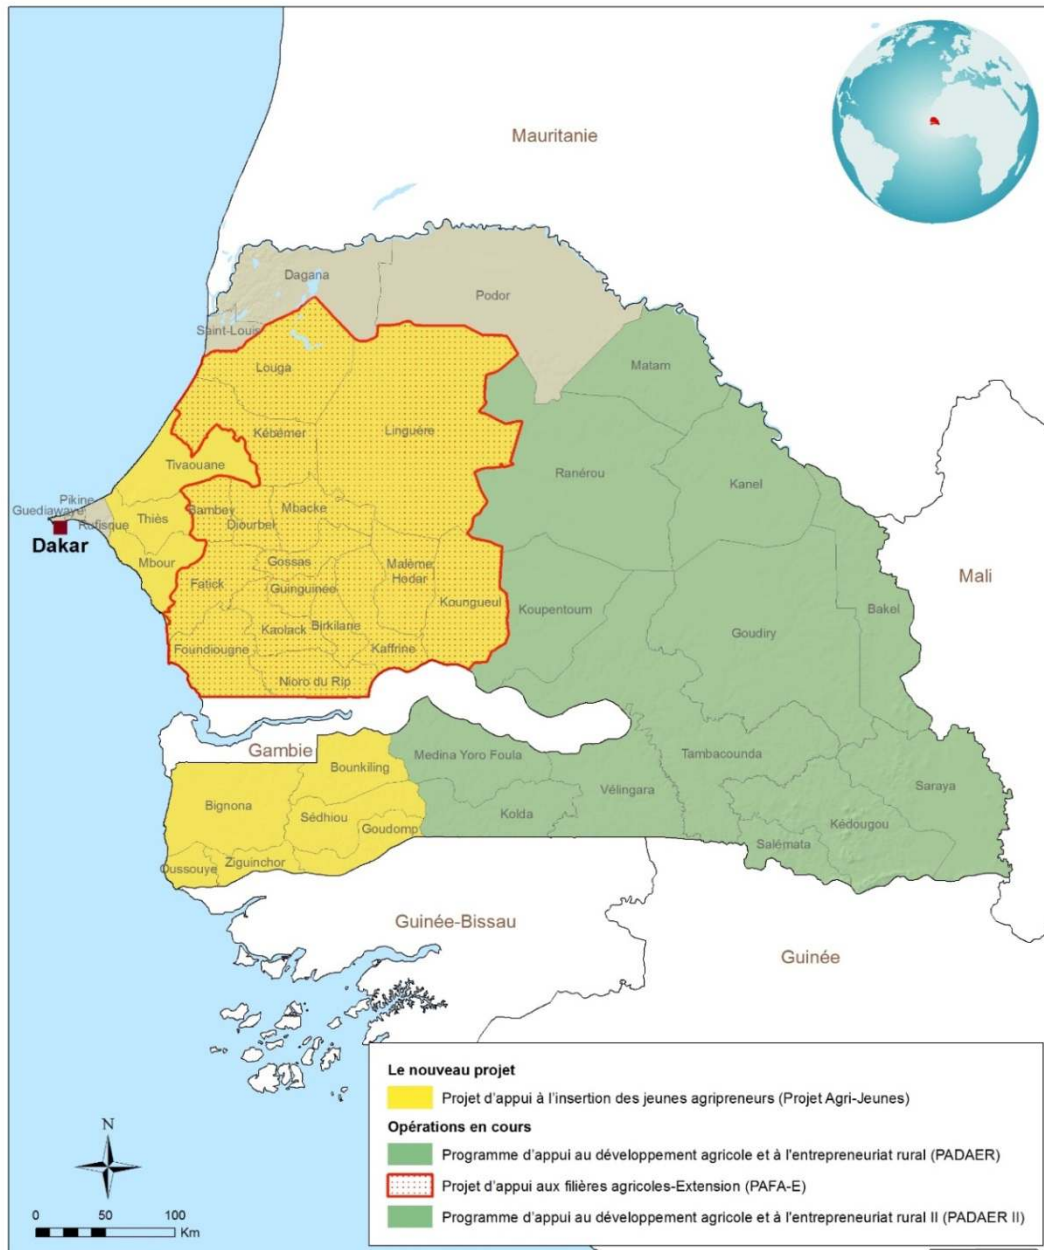 Mauritanie
Dagana
Podor
Saint-Louis
Louga
Matam
Kébémer
Linguère
Tivaouane
Ranérou
Kanel
Pikine
Guediawaye
Rufisque
Thiès
Bambey
Diourbel
Mbacke
Dakar
Mbour
Gossas
Malème
Hodar
Mali
Fatick
Guinguinéo
Koungueul
Koupentoum
Bakel
Kaolack
Birkilane
Goudiry
Foundiougne
Kaffrine
Nioro du Rip
Gambie
Bounkiling
Medina Yoro Foula
Tambacounda
Bignona
Vélingara
Saraya
Sédhiou
Kolda
Goudomp
Kédougou
Salémata
Oussouye
Ziguinchor
Guinée-Bissau
Guinée
Le nouveau projet
Projet d'appui à l'insertion des jeunes agripreneurs (Projet Agri-Jeunes)
Opérations en cours
Programme d'appui au développement agricole et à l'entrepreneuriat rural (PADAER)
Projet d'appui aux filières agricoles-Extension (PAFA-E)
Programme d'appui au développement agricole et à l'entrepreneuriat rural II (PADAER II)
N
0 50 100
Km